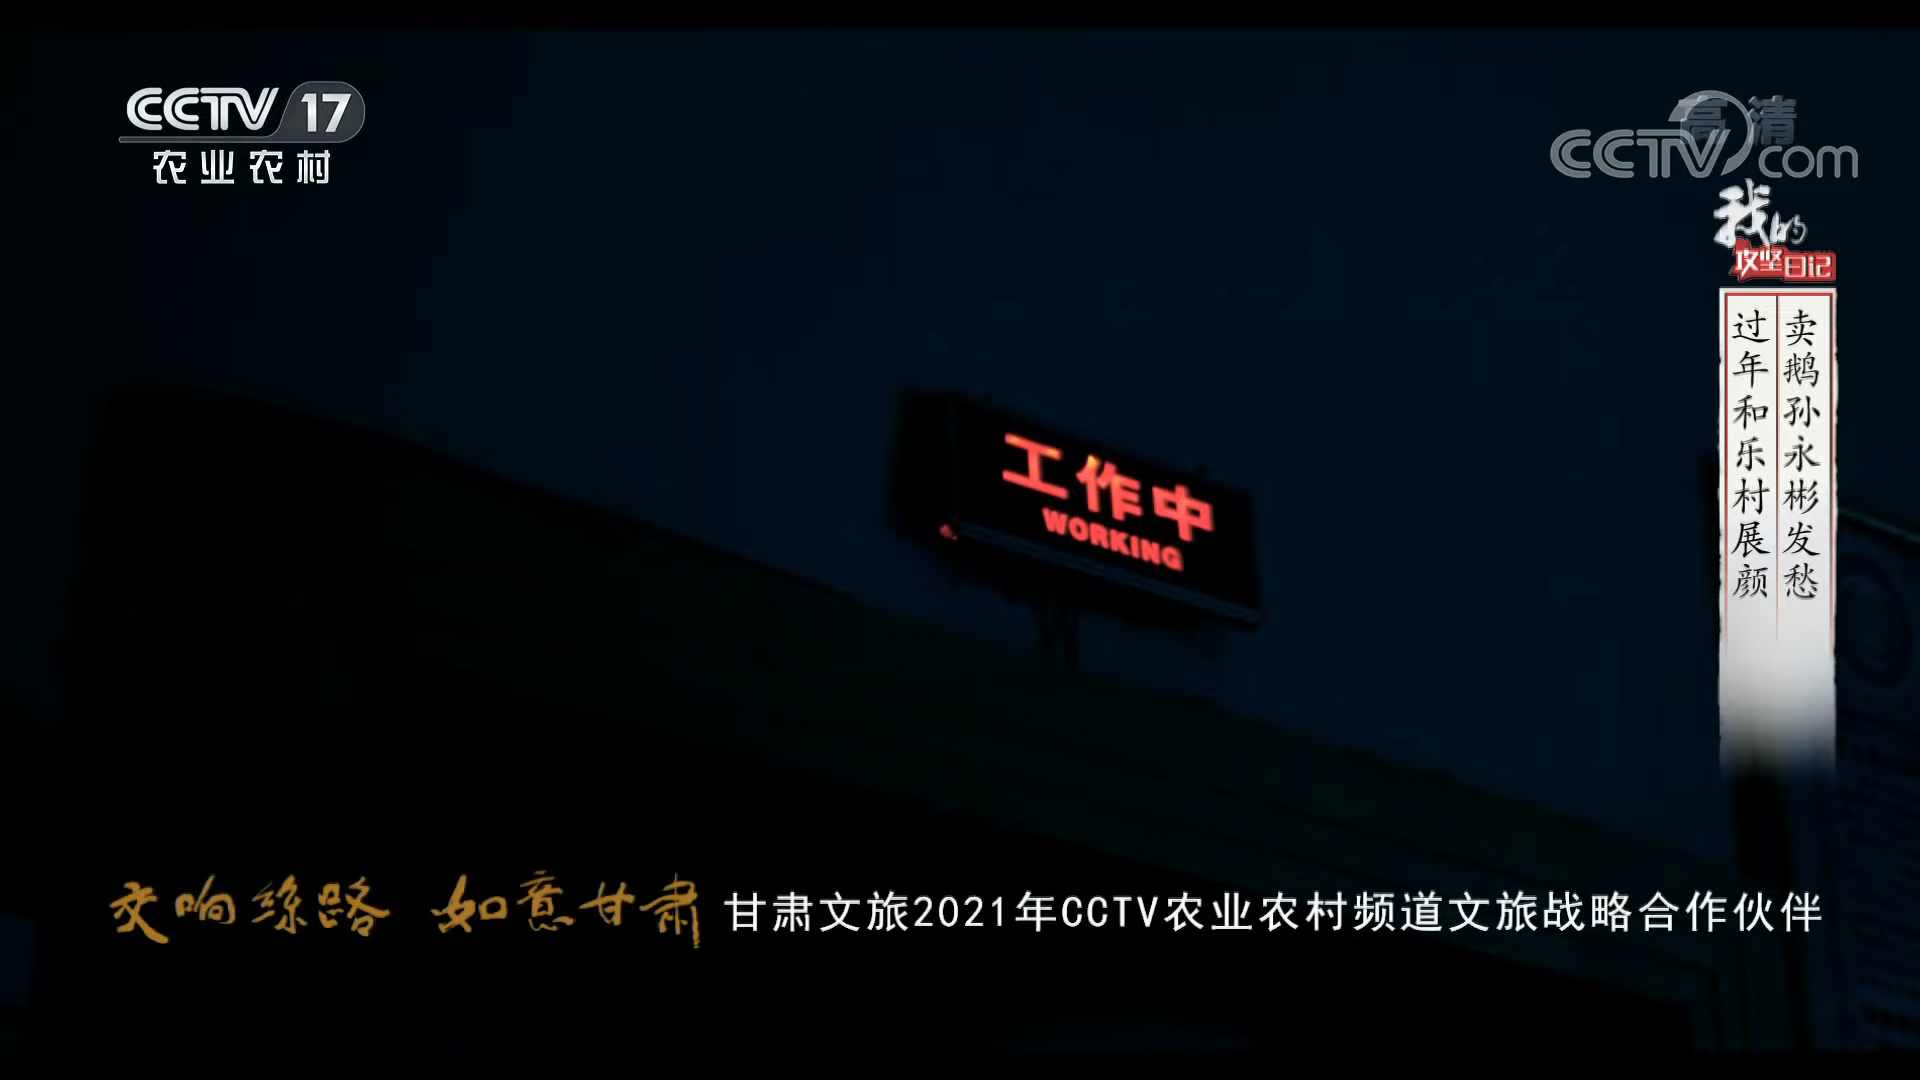 CCTV 17
农业农村
高清
CCTV com
我的
攻坚日记
卖鹅孙永彬发愁
过年和乐村展颜
工作中
WORKING
交响丝路 如意甘肃
甘肃文旅2021年CCTV农业农村频道文旅战略合作伙伴